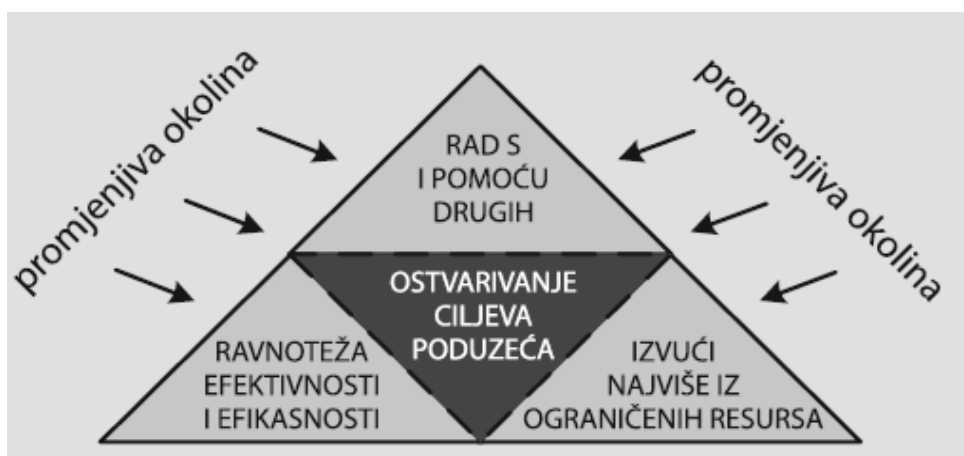 promjenjiva okolina
promjenjiva okolina
RAD S
I POMOĆU
DRUGIH
OSTVARIVANJE
CILJEVA
PODUZEĆA
RAVNOTEŽA
EFEKTIVNOSTI
I EFIKASNOSTI
IZVUĆI
NAJVIŠE IZ
OGRANIČENIH RESURSA